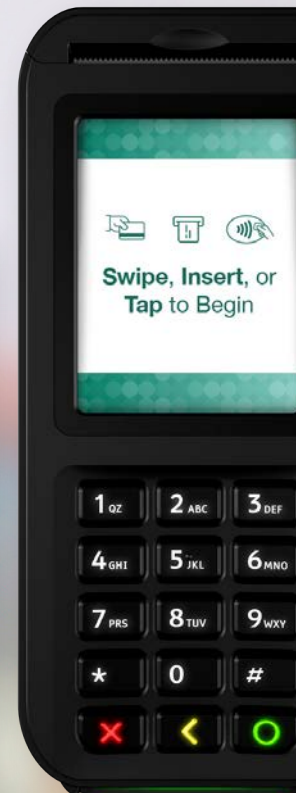 Swipe, Insert, or
Tap to Begin
1 QZ 2 ABC 3 DEF
4 GHI 5 JKL 6 MNO
7 PRS 8 TUV 9 WXY
* 0 #